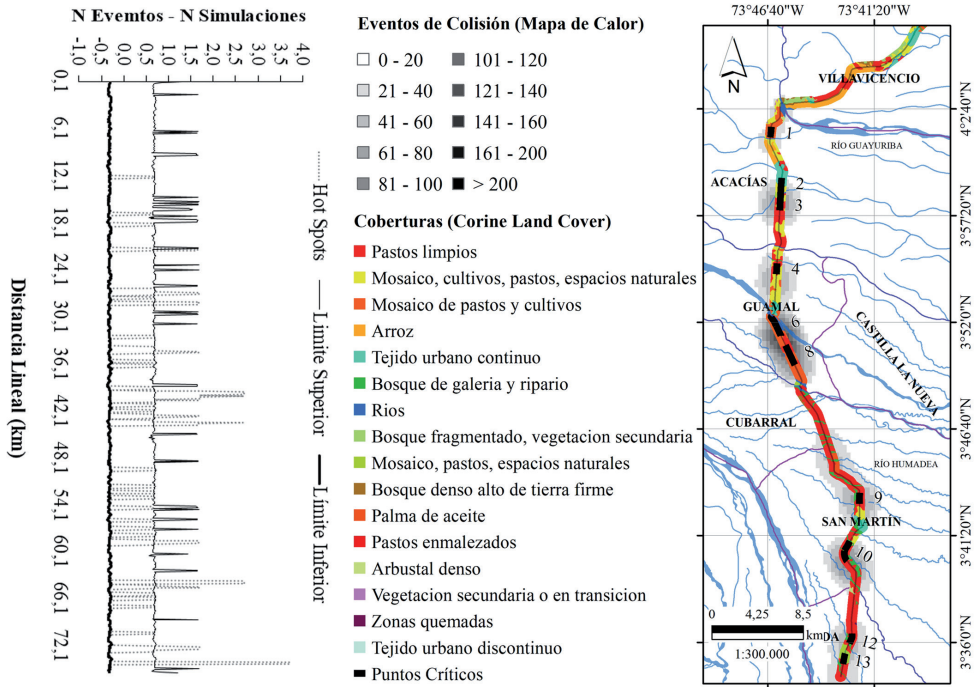 N Eventos - N Simulaciones
-1,0
0,0
1,0
2,0
3,0
4,0
5,0
6,0
7,0
8,0
0,1
6,1
12,1
18,1
24,1
30,1
36,1
42,1
48,1
54,1
60,1
66,1
72,1
Distancia Lineal (km)
Hot Spots
Limite Superior
Límite Inferior
Eventos de Colisión (Mapa de Calor)
0 - 20
21 - 40
41 - 60
61 - 80
81 - 100
101 - 120
121 - 140
141 - 160
161 - 200
> 200
Coberturas (Corine Land Cover)
Pastos limpios
Mosaico, cultivos, pastos, espacios naturales
Mosaico de pastos y cultivos
Arroz
Tejido urbano continuo
Bosque de galeria y ripario
Rios
Bosque fragmentado, vegetacion secundaria
Mosaico, pastos, espacios naturales
Bosque denso alto de tierra firme
Palma de aceite
Pastos enmalezados
Arbustal denso
Vegetacion secundaria o en transicion
Zonas quemadas
Tejido urbano discontinuo
Puntos Críticos
73°46'40"W
73°41'20"W
N
VILLAVICENCIO
4°2'40"N
1
RÍO GUAYURIBA
ACACÍAS
2
3
3°57'20"N
4
GUAMAL
6
3°52'0"N
8
CASTILLA LA NUEVA
CUBARRAL
3°46'40"N
RÍO HUMADEA
9
SAN MARTÍN
3°41'20"N
10
0
4,25
8,5
km
DA
1:300.000
12
13
3°36'0"N